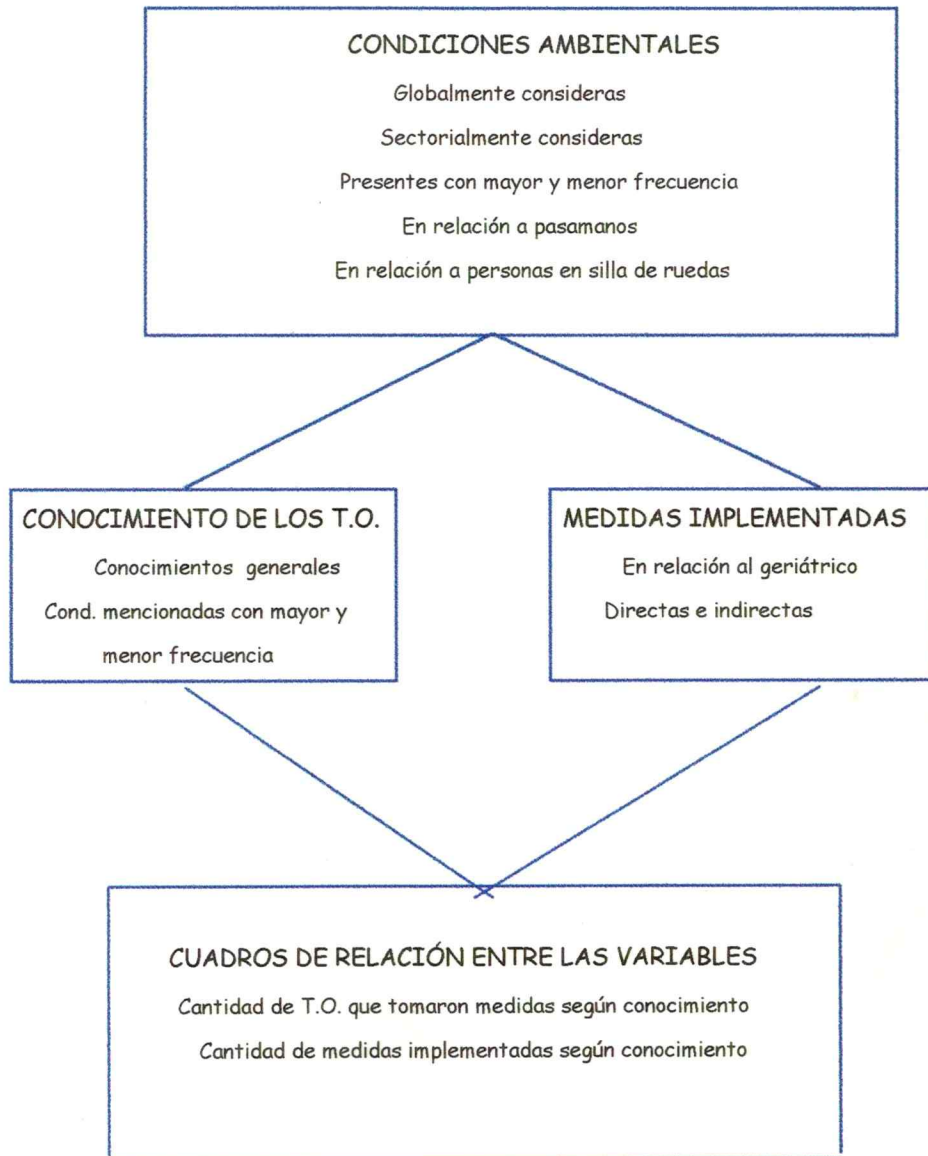 CONDICIONES AMBIENTALES
Globalmente consideras
Sectorialmente consideras
Presentes con mayor y menor frecuencia
En relación a pasamanos
En relación a personas en silla de ruedas
CONOCIMIENTO DE LOS T.O.
Conocimientos generales
Cond. mencionadas con mayor y
menor frecuencia
MEDIDAS IMPLEMENTADAS
En relación al geriátrico
Directas e indirectas
CUADROS DE RELACIÓN ENTRE LAS VARIABLES
Cantidad de T.O. que tomaron medidas según conocimiento
Cantidad de medidas implementadas según conocimiento